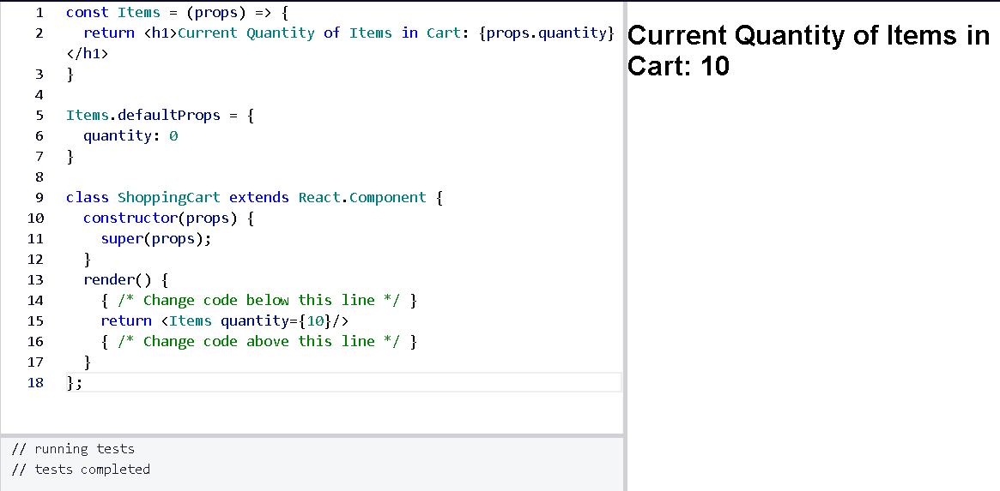 1 const Items = (props) => {
2 return <h1>Current Quantity of Items in Cart: {props.quantity}
</h1>
3 }
4
5 Items.defaultProps = {
6 quantity: 0
7 }
8
9 class ShoppingCart extends React.Component {
10 constructor(props) {
11 super(props);
12 }
13 render() {
14 { /* Change code below this line */ }
15 return <Items quantity={10}/>
16 { /* Change code above this line */ }
17 }
18 };
// running tests
// tests completed
Current Quantity of Items in
Cart: 10